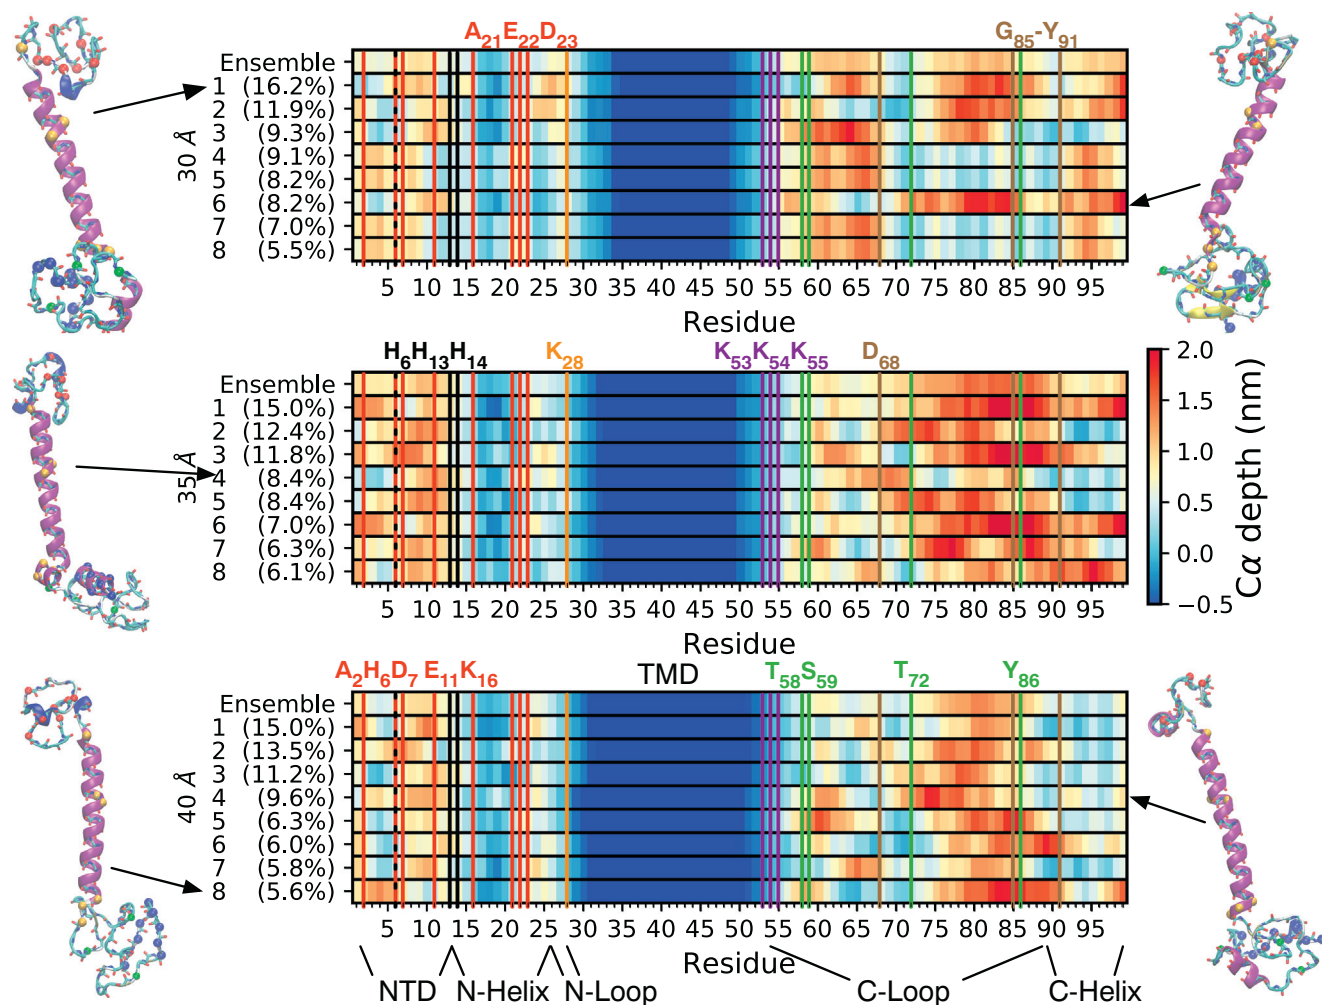 A21E22D23 G85-Y91
Ensemble
1 (16.2%)
2 (11.9%)
3 (9.3%)
4 (9.1%)
5 (8.2%)
6 (8.2%)
7 (7.0%)
8 (5.5%)
30 Å
5 10 15 20 25 30 35 40 45 50 55 60 65 70 75 80 85 90 95
Residue
H6H13H14 K28 K53K54K55 D68
Ensemble
1 (15.0%)
2 (12.4%)
3 (11.8%)
4 (8.4%)
5 (8.4%)
6 (7.0%)
7 (6.3%)
8 (6.1%)
35 Å
5 10 15 20 25 30 35 40 45 50 55 60 65 70 75 80 85 90 95
Residue
2.0
1.5
1.0
0.5
0.0
−0.5
Cα depth (nm)
A2H6D7 E11K16 TMD T58S59 T72 Y86
Ensemble
1 (15.0%)
2 (13.5%)
3 (11.2%)
4 (9.6%)
5 (6.3%)
6 (6.0%)
7 (5.8%)
8 (5.6%)
40 Å
5 10 15 20 25 30 35 40 45 50 55 60 65 70 75 80 85 90 95
Residue
NTD N-Helix N-Loop C-Loop C-Helix